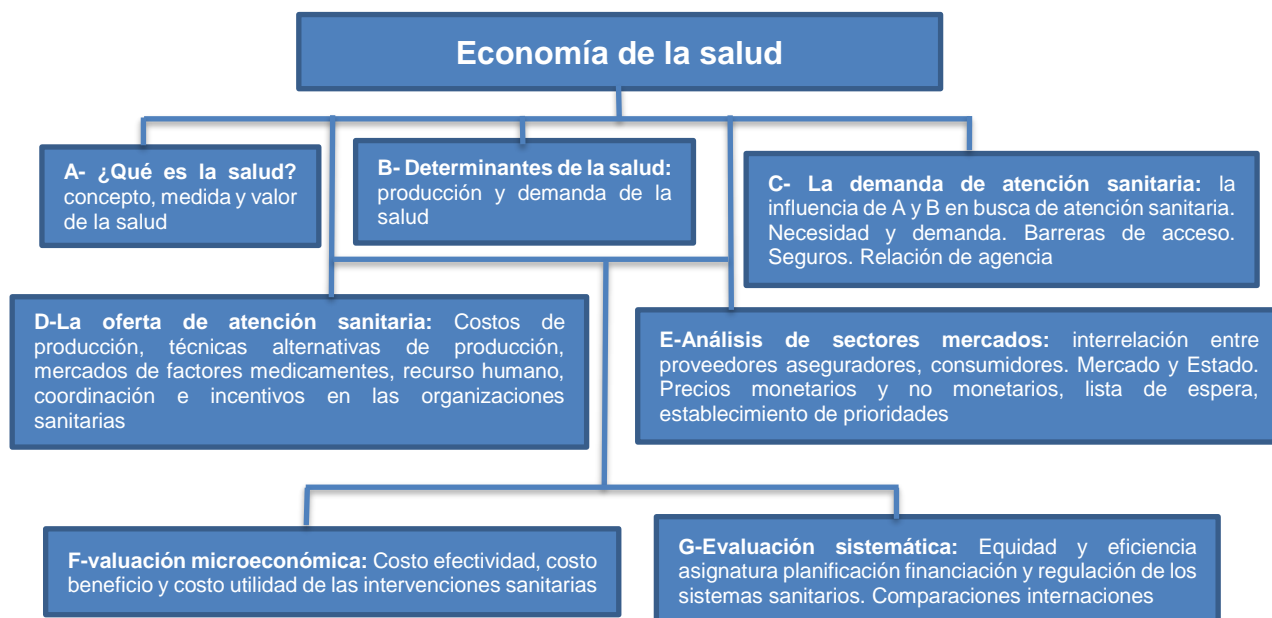 Economía de la salud
A- ¿Qué es la salud?
concepto, medida y valor
de la salud
B- Determinantes de la salud:
producción y demanda de la
salud
C- La demanda de atención sanitaria: la
influencia de A y B en busca de atención sanitaria.
Necesidad y demanda. Barreras de acceso.
Seguros. Relación de agencia
D-La oferta de atención sanitaria: Costos de
producción, técnicas alternativas de producción,
mercados de factores medicamentes, recurso humano,
coordinación e incentivos en las organizaciones
sanitarias
E-Análisis de sectores mercados: interrelación entre
proveedores aseguradores, consumidores. Mercado y Estado.
Precios monetarios y no monetarios, lista de espera,
establecimiento de prioridades
F-valuación microeconómica: Costo efectividad, costo
beneficio y costo utilidad de las intervenciones sanitarias
G-Evaluación sistemática: Equidad y eficiencia
asignatura planificación financiación y regulación de los
sistemas sanitarios. Comparaciones internaciones